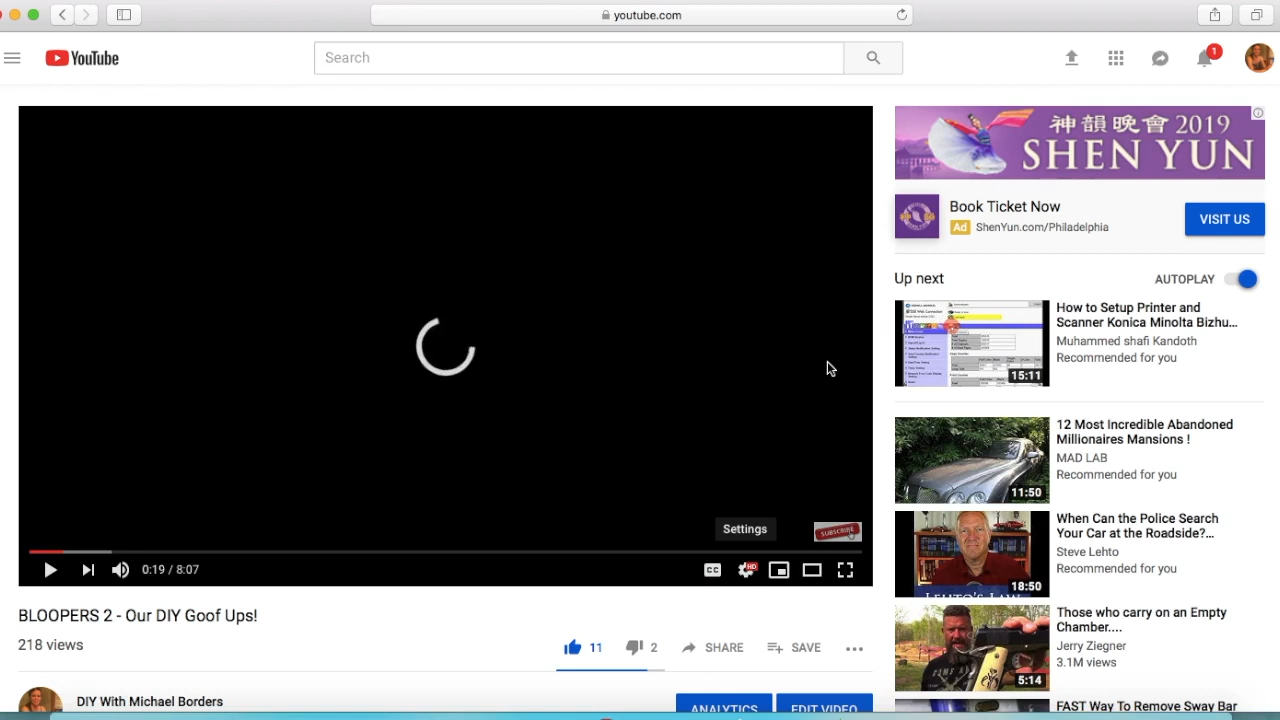 youtube.com
YouTube
Search
1
神韻晚會 2019
SHEN YUN
Book Ticket Now
Ad ShenYun.com/Philadelphia
VISIT US
Up next
AUTOPLAY
How to Setup Printer and
Scanner Konica Minolta Bizhu...
Muhammed shafi Kandoth
Recommended for you
15:11
12 Most Incredible Abandoned
Millionaires Mansions !
MAD LAB
Recommended for you
11:50
When Can the Police Search
Your Car at the Roadside?...
Steve Lehto
Recommended for you
18:50
LEHTO'S LAW
Those who carry on an Empty
Chamber....
Jerry Ziegner
3.1M views
5:14
FAST Way To Remove Sway Bar
Settings
SUBSCRIBE
0:19 / 8:07
CC
HD
BLOOPERS 2 - Our DIY Goof Ups!
218 views
11
2
SHARE
SAVE
DIY With Michael Borders
ANALYTICS
EDIT VIDEO